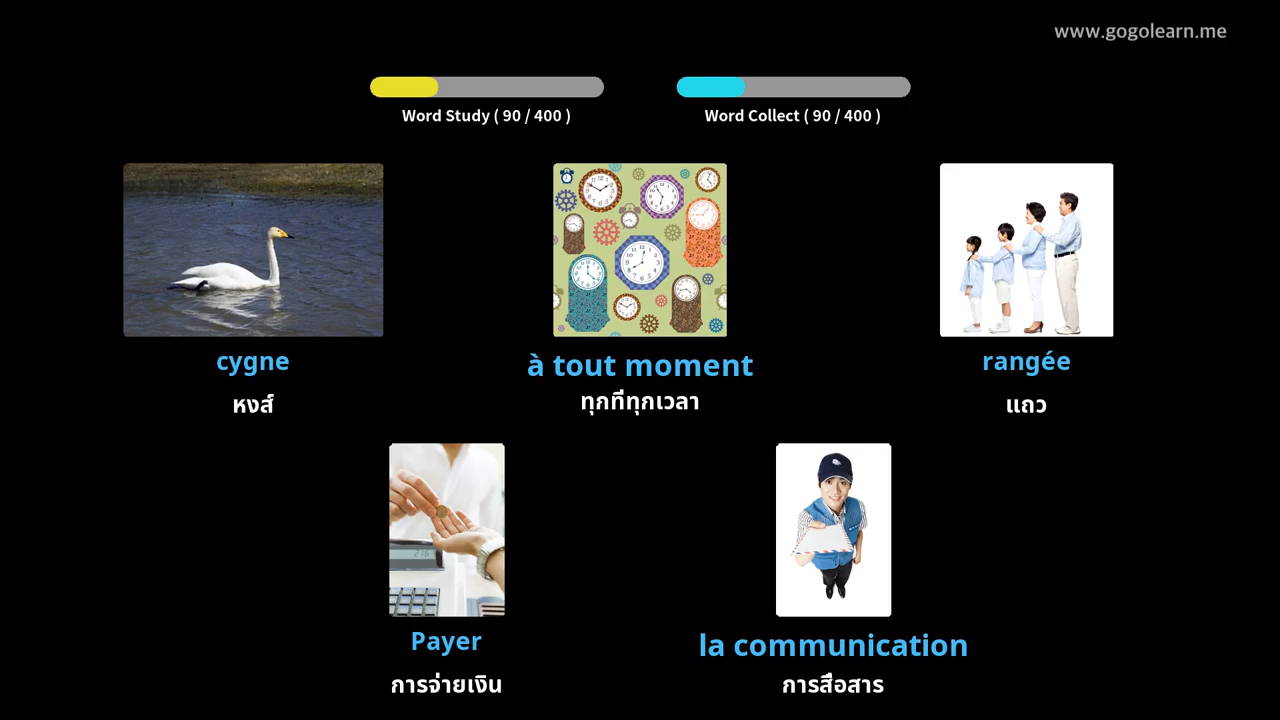 www.gogolearn.me
Word Study ( 90 / 400 )
Word Collect ( 90 / 400 )
cygne
à tout moment
rangée
หงส์
ทุกที่ทุกเวลา
แถว
Payer
la communication
การจ่ายเงิน
การสื่อสาร